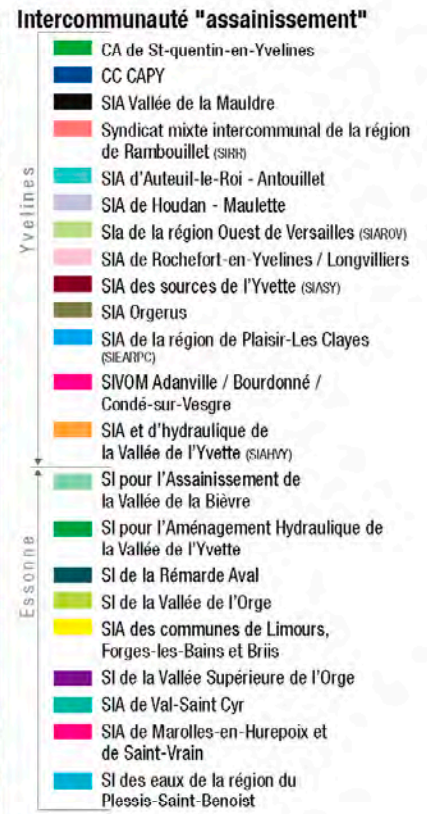 Intercommunauté "assainissement"
Yvelines
CA de St-quentin-en-Yvelines
CC CAPY
SIA Vallée de la Mauldre
Syndicat mixte intercommunal de la région
de Rambouillet (SIRR)
SIA d'Auteuil-le-Roi - Antouillet
SIA de Houdan - Maulette
SIa de la région Ouest de Versailles (SIAROV)
SIA de Rochefort-en-Yvelines / Longvilliers
SIA des sources de l'Yvette (SIASY)
SIA Orgerus
SIA de la région de Plaisir-Les Clayes
(SIEARPC)
SIVOM Adanville / Bourdonné /
Condé-sur-Vesgre
SIA et d'hydraulique de
la Vallée de l'Yvette (SIAHVY)
Essonne
SI pour l'Assainissement de
la Vallée de la Bièvre
SI pour l'Aménagement Hydraulique de
la Vallée de l'Yvette
SI de la Rémarde Aval
SI de la Vallée de l'Orge
SIA des communes de Limours,
Forges-les-Bains et Briis
SI de la Vallée Supérieure de l'Orge
SIA de Val-Saint Cyr
SIA de Marolles-en-Hurepoix et
de Saint-Vrain
SI des eaux de la région du
Plessis-Saint-Benoist